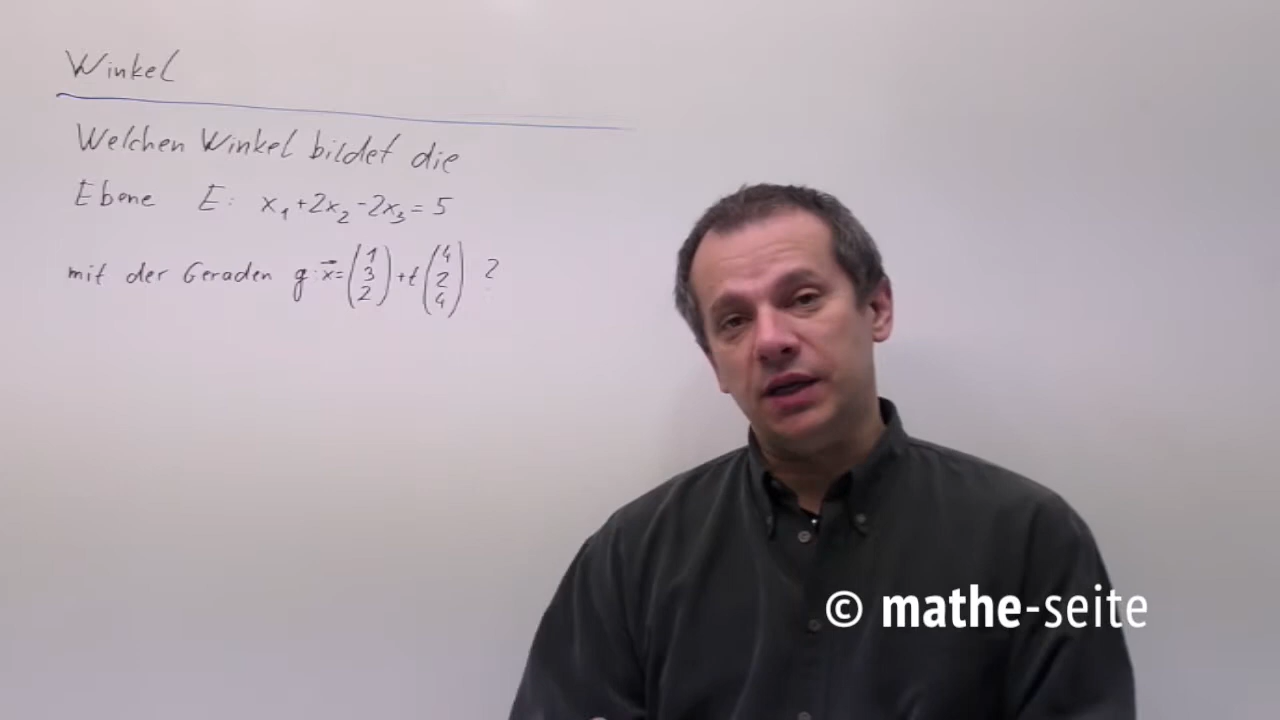 Winkel
Welchen Winkel bildet die
Ebene E: x₁+2x₂-2x₃=5
mit der Geraden g: x⃗=(1 3 2)+t(4 2 4) ?
© mathe-seite